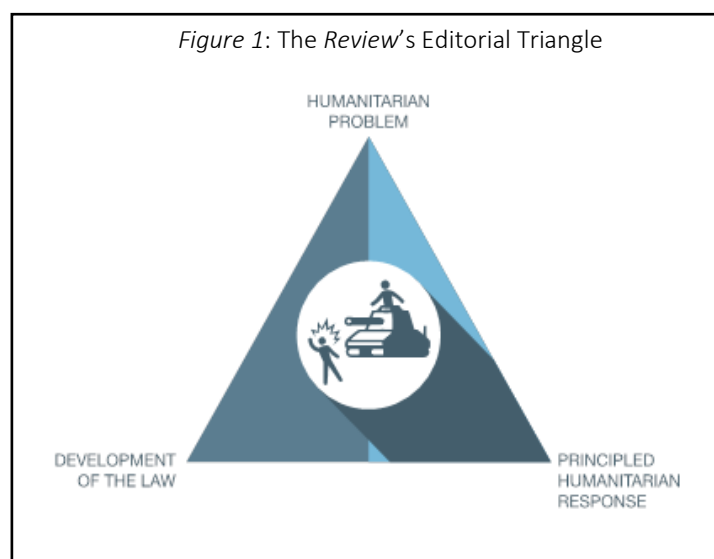 Figure 1: The Review’s Editorial Triangle
HUMANITARIAN
PROBLEM
DEVELOPMENT
OF THE LAW
PRINCIPLED
HUMANITARIAN
RESPONSE